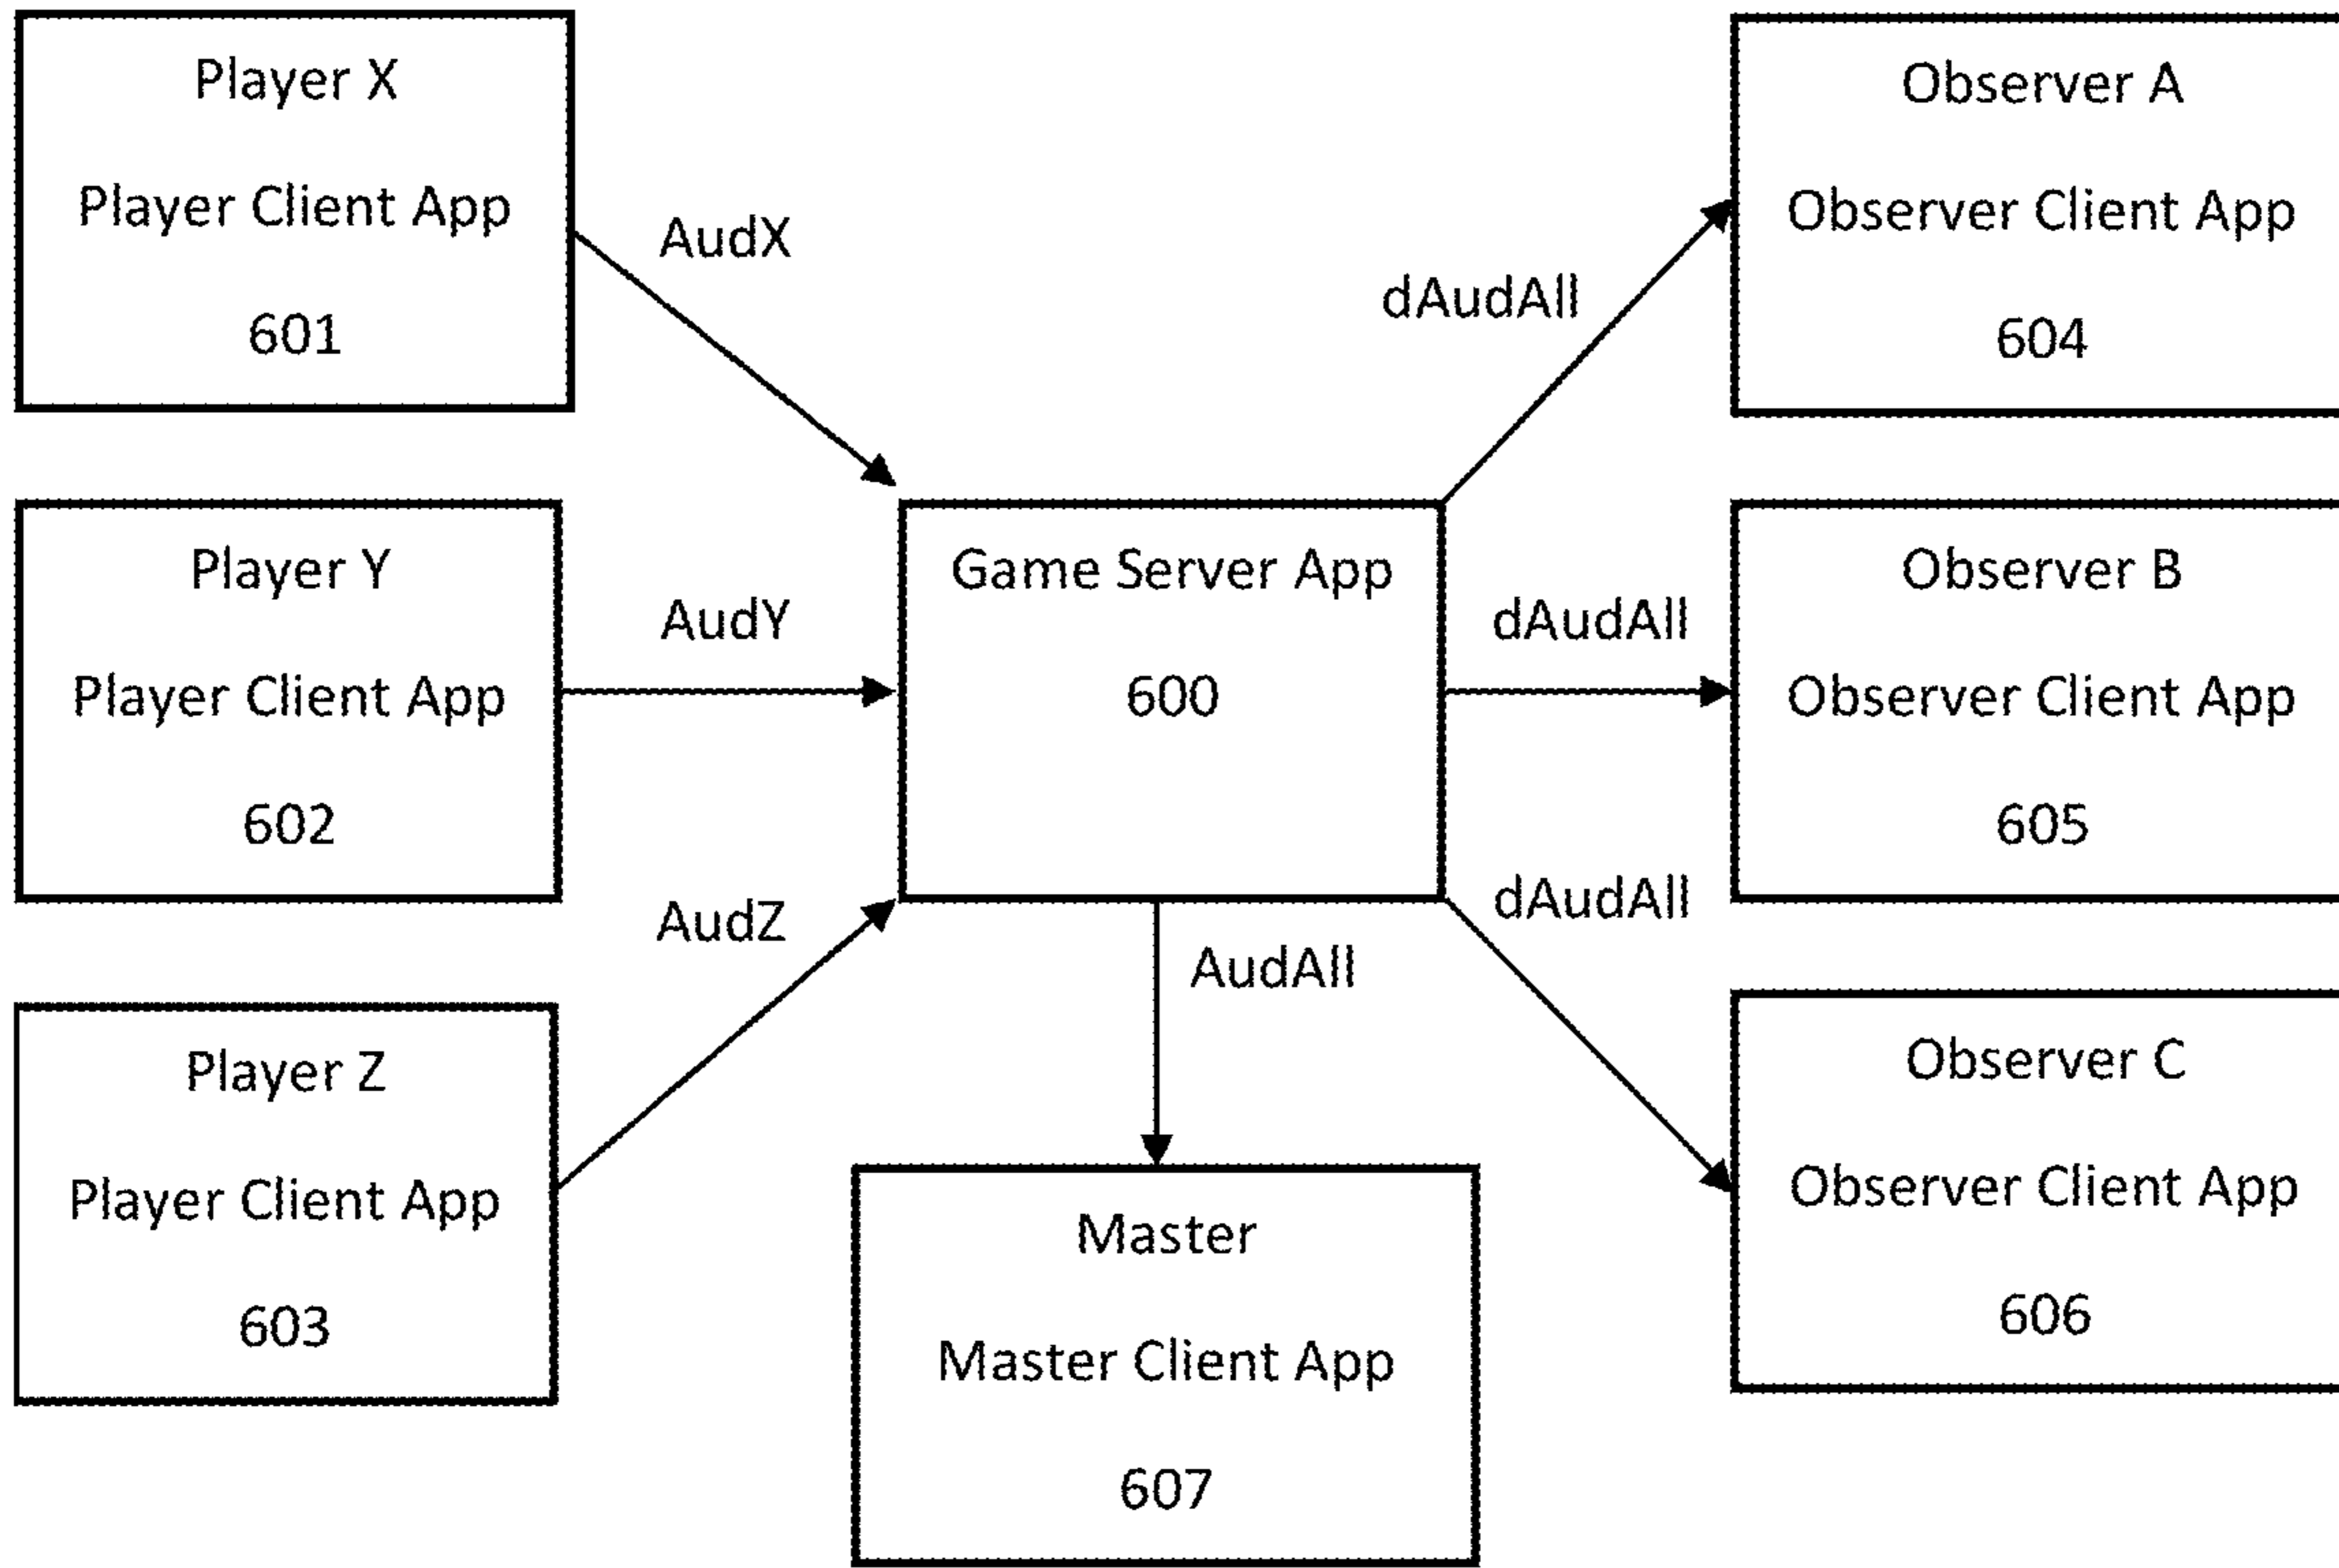 Player X
Player Client App
601
AudX
Player Y
Player Client App
602
AudY
Player Z
Player Client App
603
AudZ
Game Server App
600
AudAll
Master
Master Client App
607
dAudAll
Observer A
Observer Client App
604
dAudAll
Observer B
Observer Client App
605
dAudAll
Observer C
Observer Client App
606